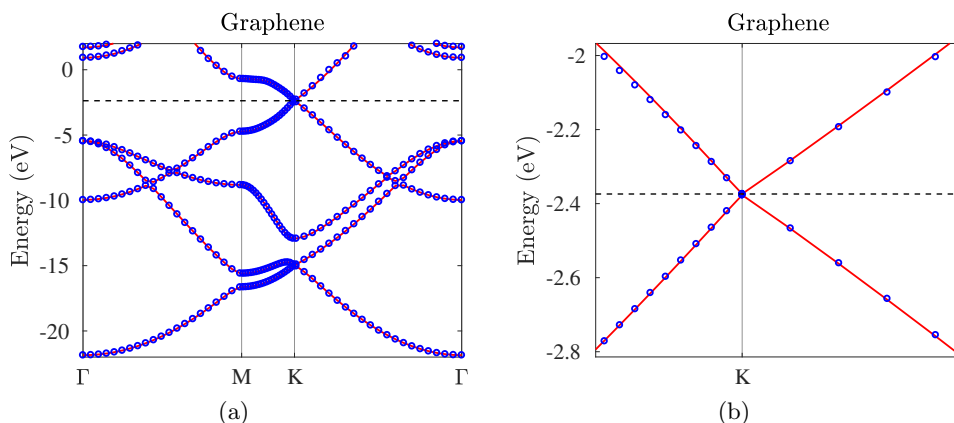 Graphene
Energy (eV)
0
-5
-10
-15
-20
Γ
M
K
Γ
(a)
Graphene
Energy (eV)
-2
-2.2
-2.4
-2.6
-2.8
K
(b)